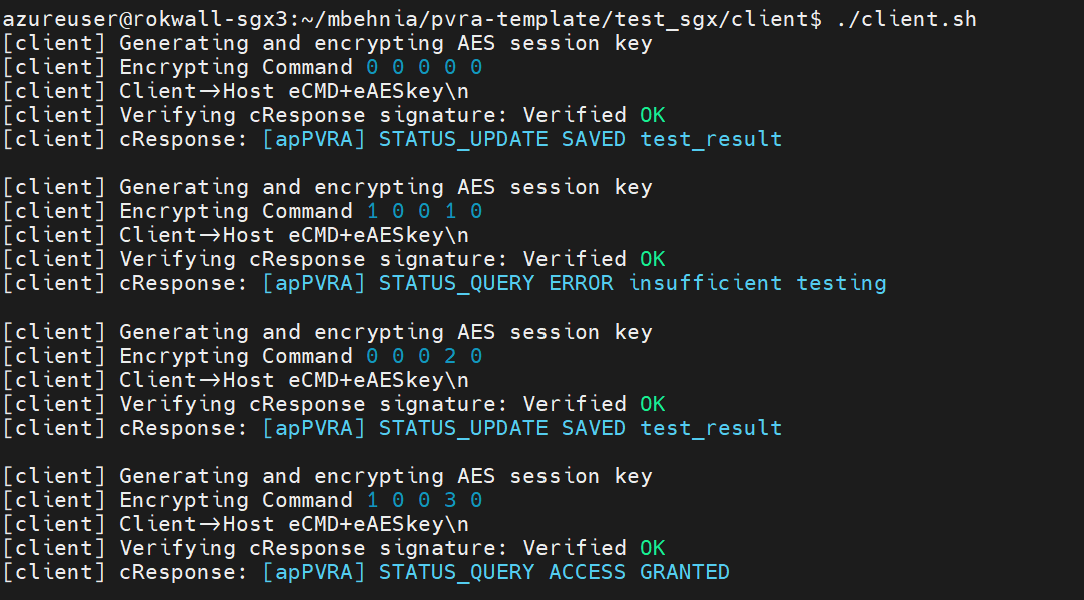 azureuser@rokwall-sgx3:~/mbehnia/pvra-template/test_sgx/client$ ./client.sh
[client] Generating and encrypting AES session key
[client] Encrypting Command 0 0 0 0 0
[client] Client→Host eCMD+eAESkey\n
[client] Verifying cResponse signature: Verified OK
[client] cResponse: [apPVRA] STATUS_UPDATE SAVED test_result
[client] Generating and encrypting AES session key
[client] Encrypting Command 1 0 0 1 0
[client] Client→Host eCMD+eAESkey\n
[client] Verifying cResponse signature: Verified OK
[client] cResponse: [apPVRA] STATUS_QUERY ERROR insufficient testing
[client] Generating and encrypting AES session key
[client] Encrypting Command 0 0 0 2 0
[client] Client→Host eCMD+eAESkey\n
[client] Verifying cResponse signature: Verified OK
[client] cResponse: [apPVRA] STATUS_UPDATE SAVED test_result
[client] Generating and encrypting AES session key
[client] Encrypting Command 1 0 0 3 0
[client] Client→Host eCMD+eAESkey\n
[client] Verifying cResponse signature: Verified OK
[client] cResponse: [apPVRA] STATUS_QUERY ACCESS GRANTED